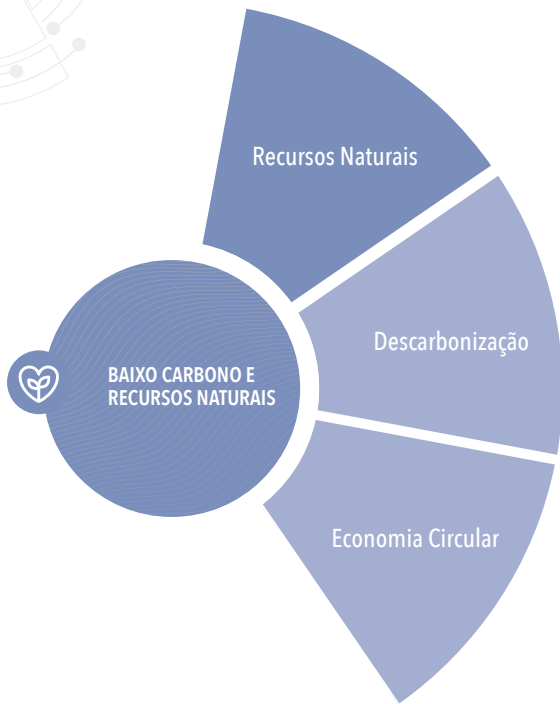 Recursos Naturais
Descarbonização
BAIXO CARBONO E
RECURSOS NATURAIS
Economia Circular